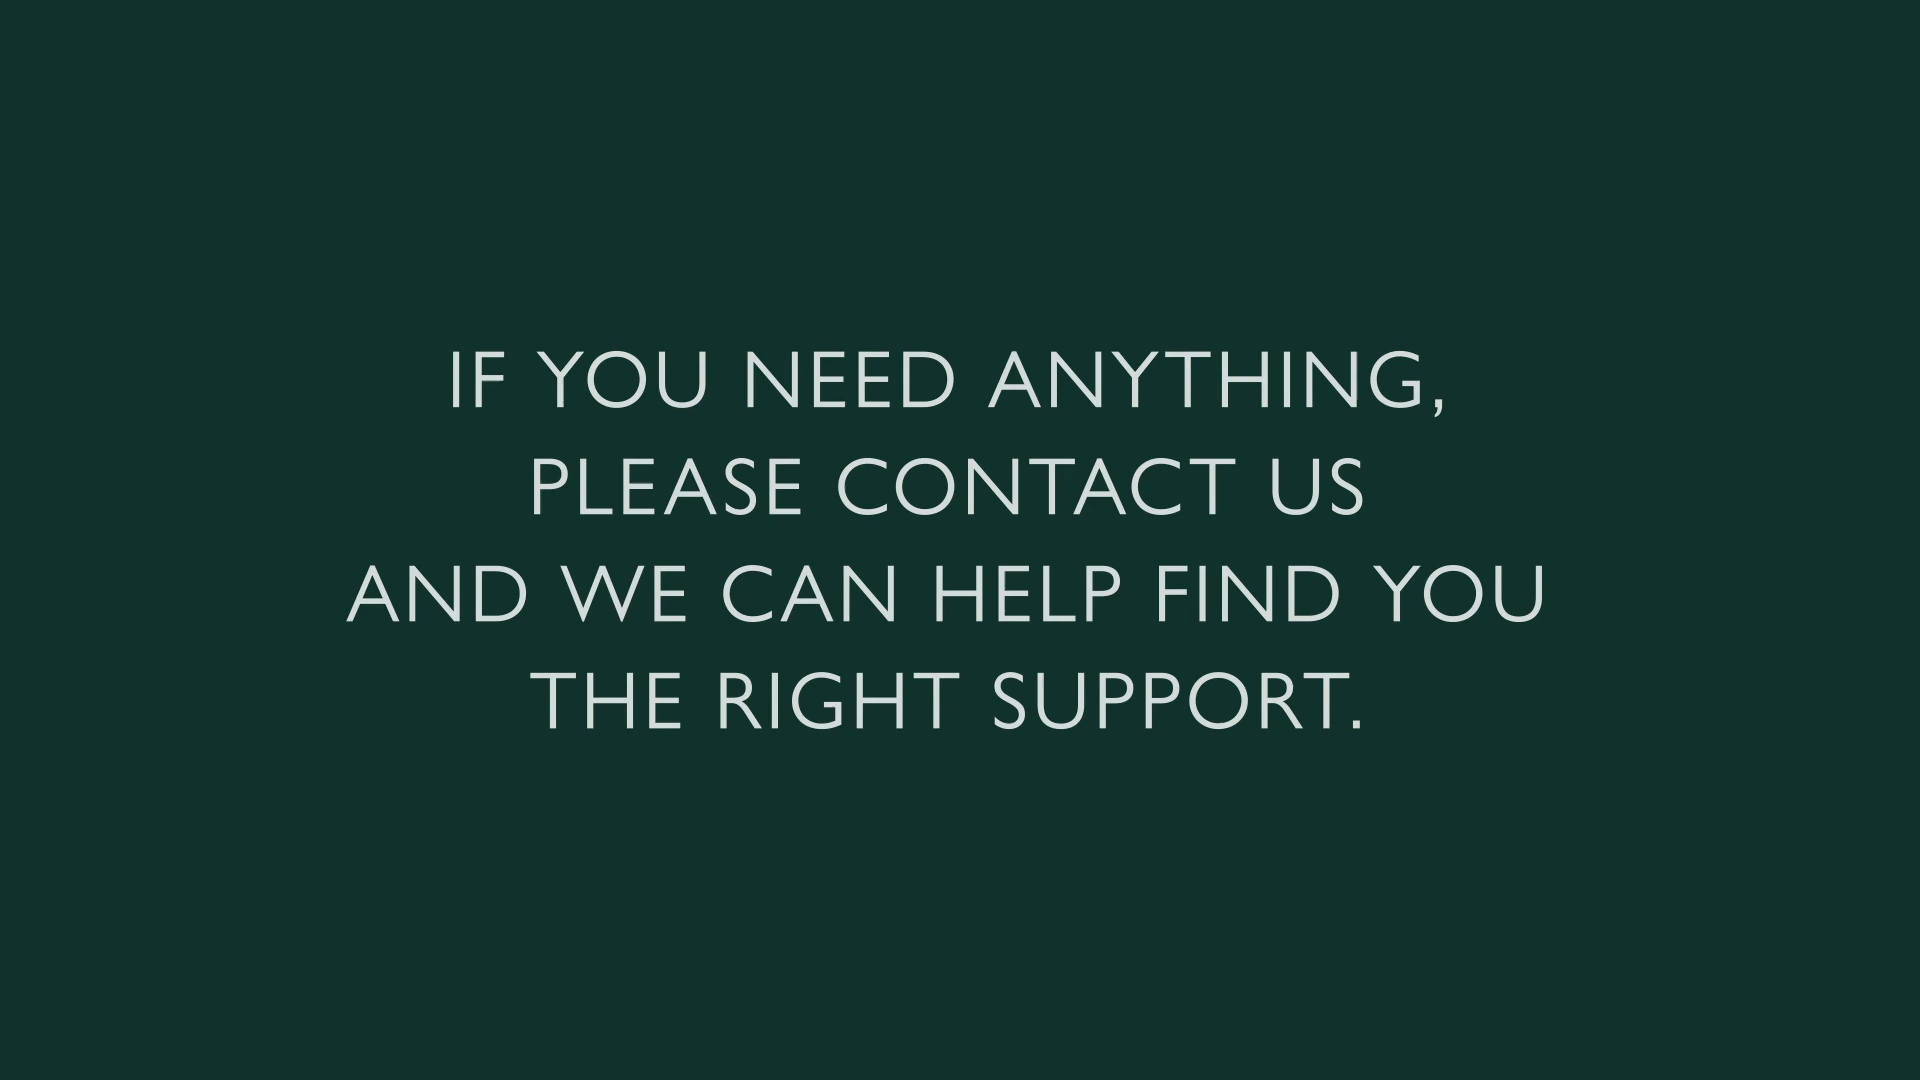 IF YOU NEED ANYTHING,
PLEASE CONTACT US
AND WE CAN HELP FIND YOU
THE RIGHT SUPPORT.